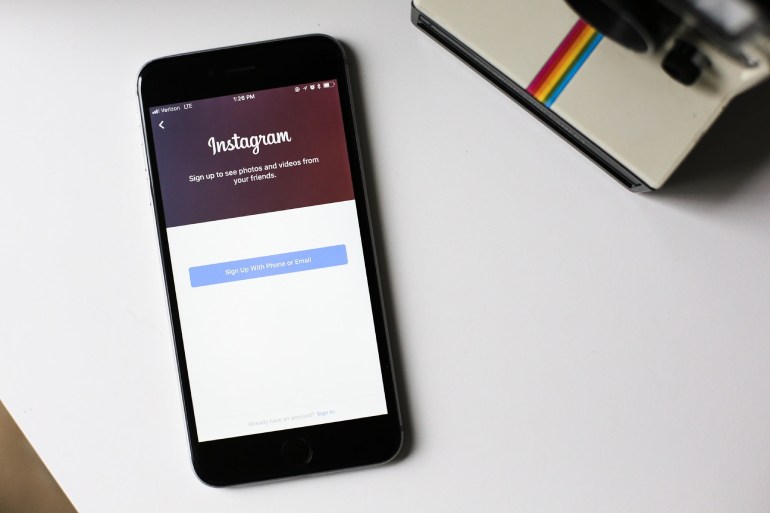 Verizon LTE
1:26 PM
Instagram
Sign up to see photos and videos from
your friends.
Sign Up With Phone or Email
Already have an account? Sign in.